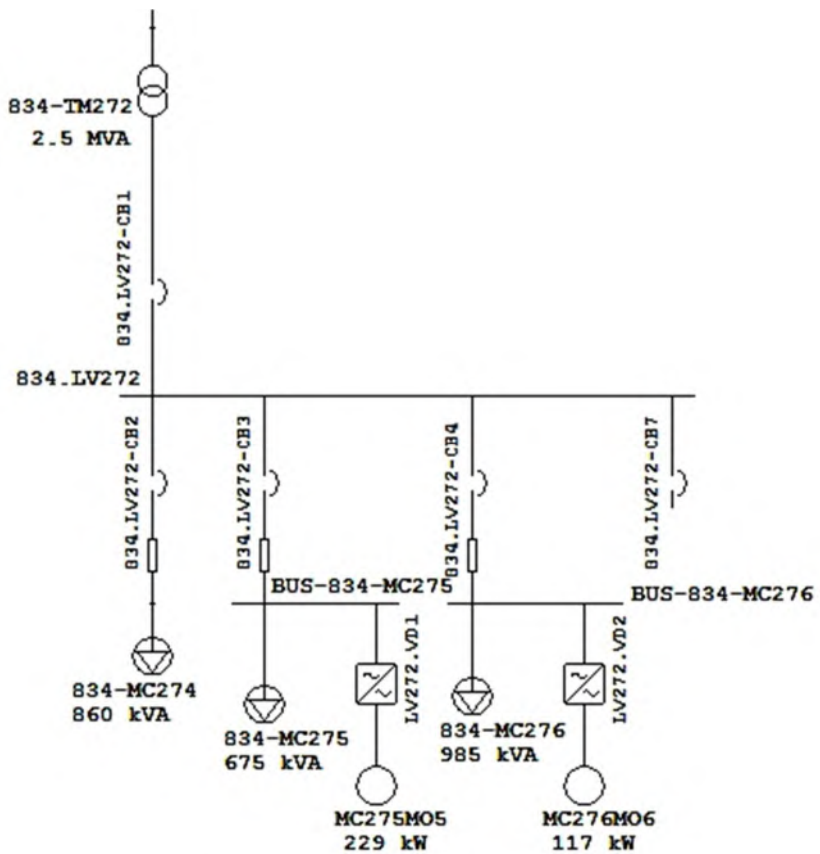 834-TM272
2.5 MVA
834.LV272-CB1
834.LV272
834.LV272-CB2
834.LV272-CB3
834.LV272-CB4
834.LV272-CB7
BUS-834-MC275
BUS-834-MC276
LV272.VD1
LV272.VD2
834-MC274
860 kVA
834-MC275
675 kVA
834-MC276
985 kVA
MC275MO5
229 kW
MC276MO6
117 kW